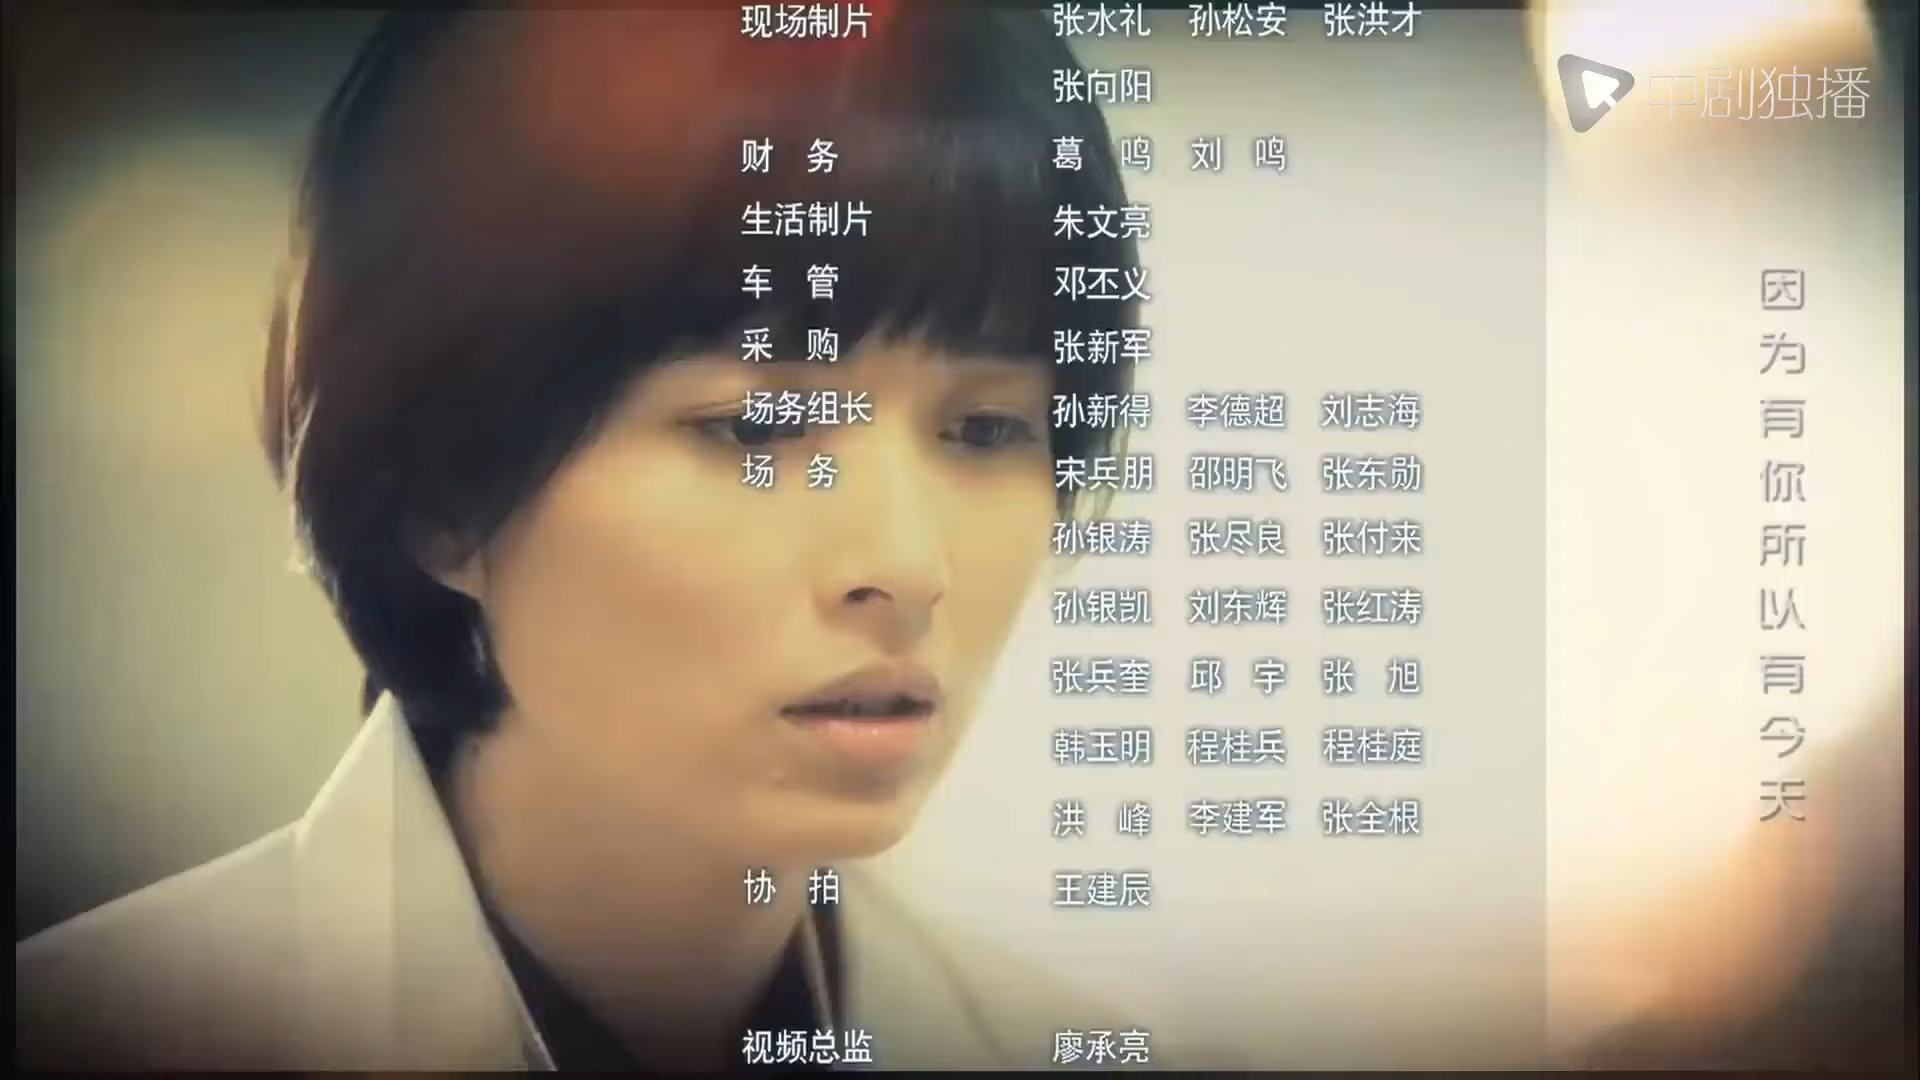 现场制片 张水礼 孙松安 张洪才
张向阳
财 务 葛 鸣 刘 鸣
生活制片 朱文亮
车 管 邓丕义
采 购 张新军
场务组长 孙新得 李德超 刘志海
场 务 宋兵朋 邵明飞 张东勋
孙银涛 张尽良 张付来
孙银凯 刘东辉 张红涛
张兵奎 邱 宇 张 旭
韩玉明 程桂兵 程桂庭
洪 峰 李建军 张全根
协 拍 王建辰
视频总监 廖承亮
中剧独播
因为有你所以有今天